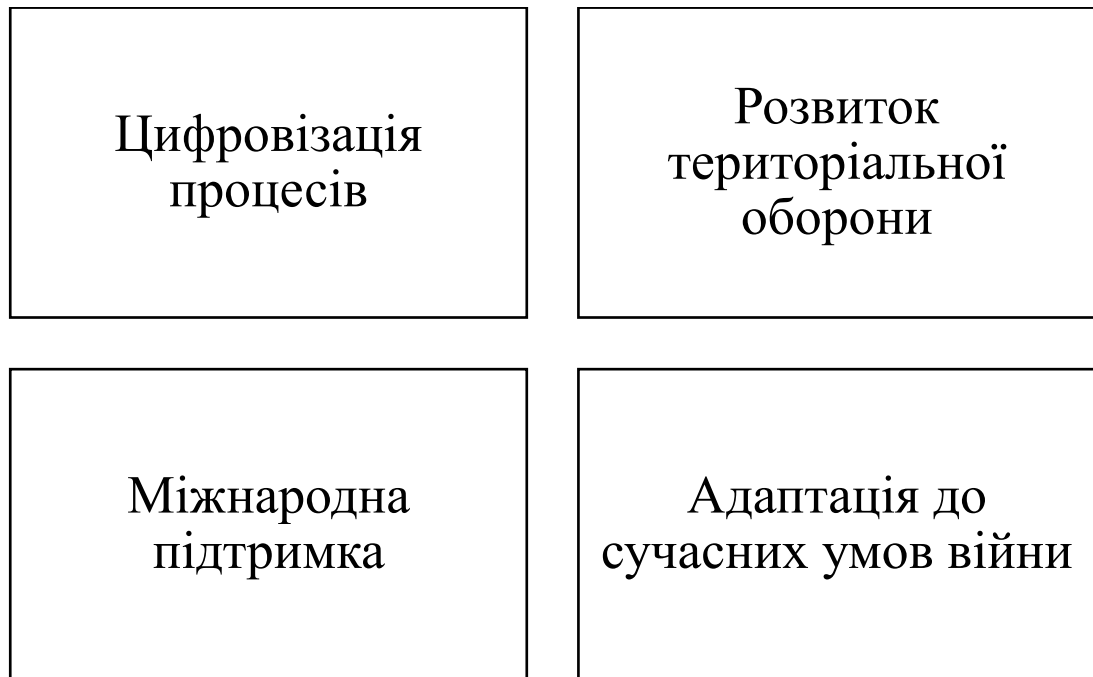 Цифровізація
процесів
Розвиток
територіальної
оборони
Міжнародна
підтримка
Адаптація до
сучасних умов війни